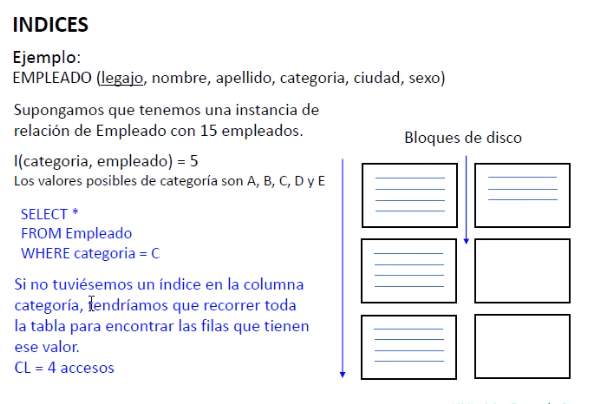 INDICES
Ejemplo:
EMPLEADO (legajo, nombre, apellido, categoria, ciudad, sexo)
Supongamos que tenemos una instancia de
relación de Empleado con 15 empleados.
I(categoria, empleado) = 5
Los valores posibles de categoría son A, B, C, D y E
SELECT *
FROM Empleado
WHERE categoria = C
Si no tuviésemos un índice en la columna
categoría, tendríamos que recorrer toda
la tabla para encontrar las filas que tienen
ese valor.
CL = 4 accesos
Bloques de disco